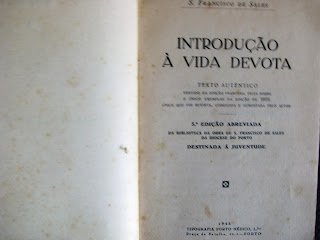 S. FRANCISCO DE SALES
INTRODUÇÃO
À VIDA DEVOTA
TEXTO AUTÊNTICO
5.ª EDIÇÃO ABREVIADA
DA BIBLIOTECA DA OBRA DE S. FRANCISCO DE SALES
DA DIOCESE DO PORTO
DESTINADA À JUVENTUDE
TIPOGRAFIA PORTO MÉDICO, L.DA
PORTO